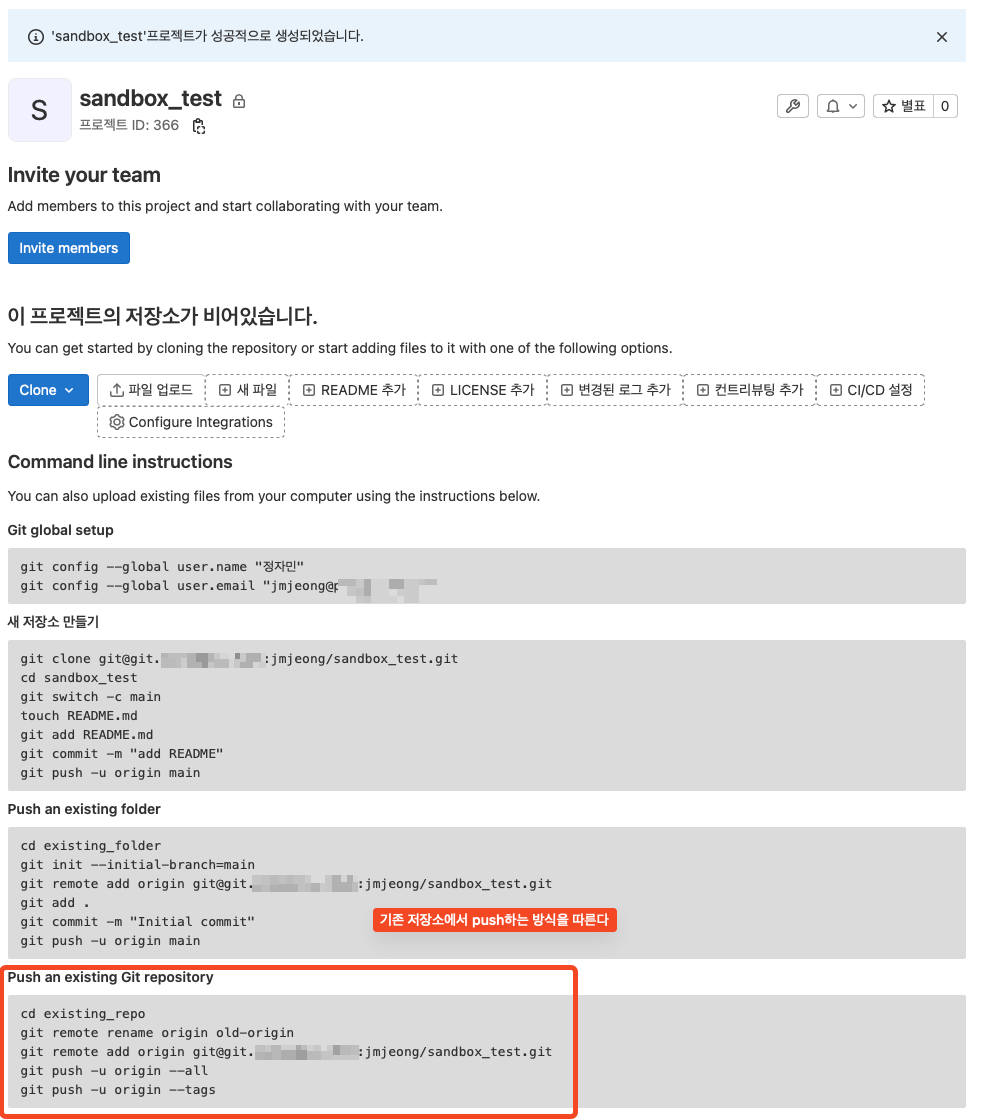 'sandbox_test'프로젝트가 성공적으로 생성되었습니다.
S
sandbox_test
프로젝트 ID: 366
별표 0
Invite your team
Add members to this project and start collaborating with your team.
Invite members
이 프로젝트의 저장소가 비어있습니다.
You can get started by cloning the repository or start adding files to it with one of the following options.
Clone 파일 업로드 새 파일 README 추가 LICENSE 추가 변경된 로그 추가 컨트리뷰팅 추가 CI/CD 설정
Configure Integrations
Command line instructions
You can also upload existing files from your computer using the instructions below.
Git global setup
git config --global user.name "정자민"
git config --global user.email "jmjeong@
새 저장소 만들기
git clone git@git. :jmjeong/sandbox_test.git
cd sandbox_test
git switch -c main
touch README.md
git add README.md
git commit -m "add README"
git push -u origin main
Push an existing folder
cd existing_folder
git init --initial-branch=main
git remote add origin git@git. :jmjeong/sandbox_test.git
git add .
git commit -m "Initial commit"
기존 저장소에서 push하는 방식을 따른다
git push -u origin main
Push an existing Git repository
cd existing_repo
git remote rename origin old-origin
git remote add origin git@git. :jmjeong/sandbox_test.git
git push -u origin --all
git push -u origin --tags